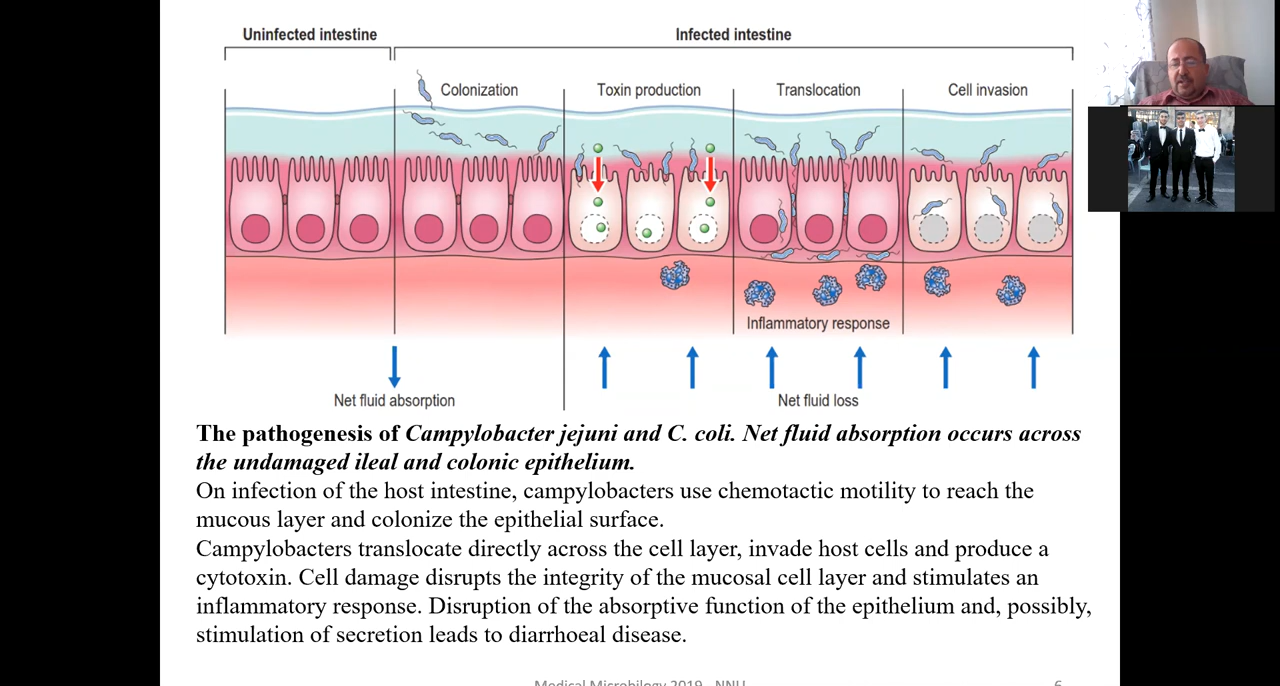 Uninfected intestine
Infected intestine
Colonization
Toxin production
Translocation
Cell invasion
Inflammatory response
Net fluid absorption
Net fluid loss
The pathogenesis of Campylobacter jejuni and C. coli. Net fluid absorption occurs across
the undamaged ileal and colonic epithelium.
On infection of the host intestine, campylobacters use chemotactic motility to reach the
mucous layer and colonize the epithelial surface.
Campylobacters translocate directly across the cell layer, invade host cells and produce a
cytotoxin. Cell damage disrupts the integrity of the mucosal cell layer and stimulates an
inflammatory response. Disruption of the absorptive function of the epithelium and, possibly,
stimulation of secretion leads to diarrhoeal disease.
Medical Microbilogy 2019 - NNU
6